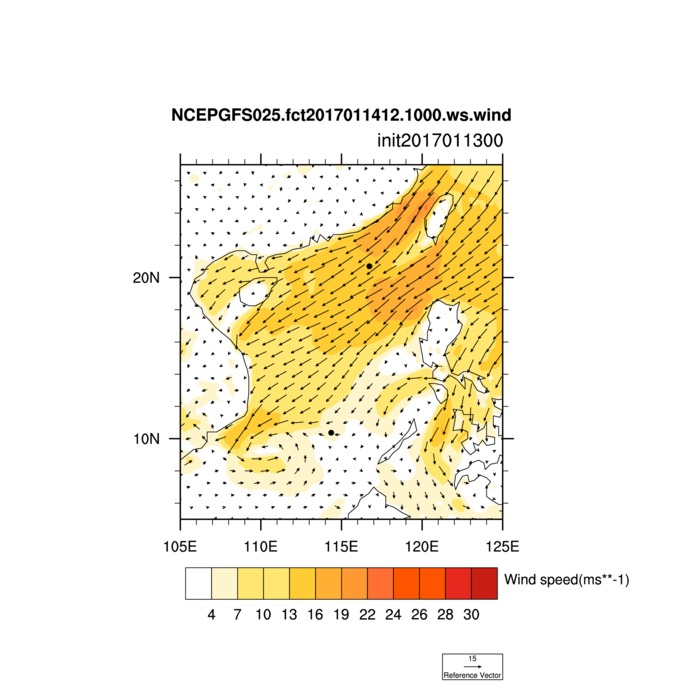 NCEPGFS025.fct2017011412.1000.ws.wind
init2017011300
20N
10N
105E 110E 115E 120E 125E
Wind speed(ms**-1)
4 7 10 13 16 19 22 24 26 28 30
15
Reference Vector